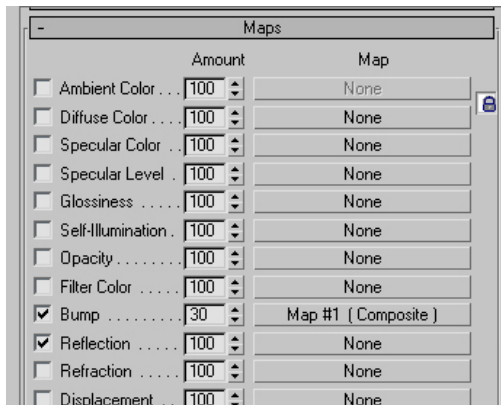 - Maps
Amount Map
Ambient Color . . . 100 None
Diffuse Color . . . . 100 None
Specular Color . . 100 None
Specular Level . 100 None
Glossiness . . . . . 100 None
Self-Illumination . 100 None
Opacity . . . . . . . . 100 None
Filter Color . . . . . 100 None
Bump . . . . . . . . . 30 Map #1 ( Composite )
Reflection . . . . . 100 None
Refraction . . . . . 100 None
Displacement . . 100 None